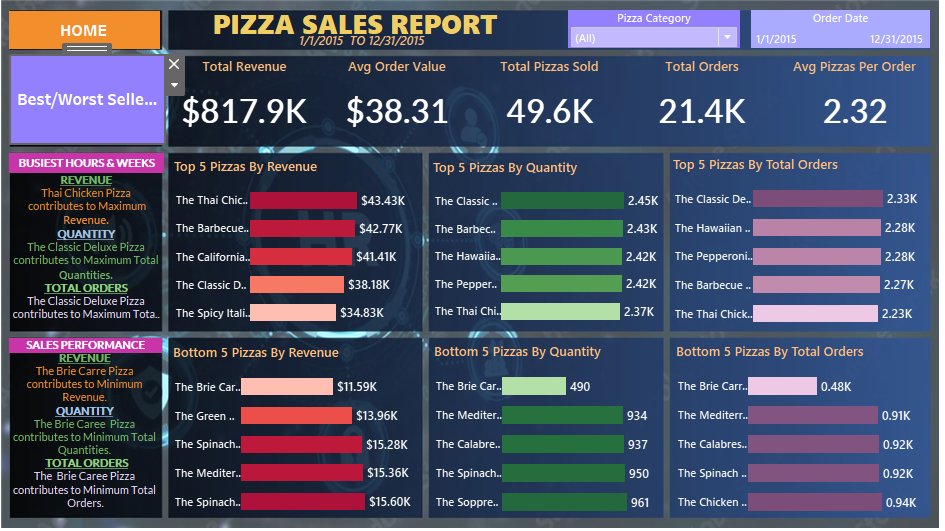 HOME
PIZZA SALES REPORT
1/1/2015 TO 12/31/2015
Pizza Category
(All)
Order Date
1/1/2015 12/31/2015
Best/Worst Selle...
Total Revenue
$817.9K
Avg Order Value
$38.31
Total Pizzas Sold
49.6K
Total Orders
21.4K
Avg Pizzas Per Order
2.32
BUSIEST HOURS & WEEKS
REVENUE
Thai Chicken Pizza
contributes to Maximum
Revenue.
QUANTITY
The Classic Deluxe Pizza
contributes to Maximum Total
Quantities.
TOTAL ORDERS
The Classic Deluxe Pizza
contributes to Maximum Tota..
Top 5 Pizzas By Revenue
The Thai Chic.. $43.43K
The Barbecue.. $42.77K
The California.. $41.41K
The Classic D.. $38.18K
The Spicy Itali.. $34.83K
Top 5 Pizzas By Quantity
The Classic .. 2.45K
The Barbec.. 2.43K
The Hawaiia.. 2.42K
The Pepper.. 2.42K
The Thai Chi.. 2.37K
Top 5 Pizzas By Total Orders
The Classic De.. 2.33K
The Hawaiian .. 2.28K
The Pepperoni.. 2.28K
The Barbecue .. 2.27K
The Thai Chick.. 2.23K
SALES PERFORMANCE
REVENUE
The Brie Carre Pizza
contributes to Minimum
Revenue.
QUANTITY
The Brie Caree Pizza
contributes to Minimum Total
Quantities.
TOTAL ORDERS
The Brie Caree Pizza
contributes to Minimum Total
Orders.
Bottom 5 Pizzas By Revenue
The Brie Car.. $11.59K
The Green .. $13.96K
The Spinach.. $15.28K
The Mediter.. $15.36K
The Spinach.. $15.60K
Bottom 5 Pizzas By Quantity
The Brie Car.. 490
The Mediter.. 934
The Calabre.. 937
The Spinach.. 950
The Soppre.. 961
Bottom 5 Pizzas By Total Orders
The Brie Carr.. 0.48K
The Mediterr.. 0.91K
The Calabres.. 0.92K
The Spinach .. 0.92K
The Chicken .. 0.94K